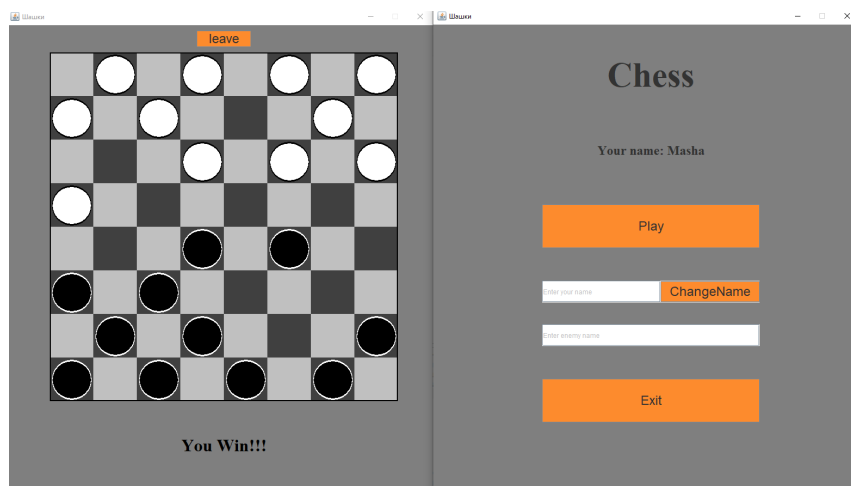 Шашки
leave
You Win!!!
Шашки
Chess
Your name: Masha
Play
Enter your name
ChangeName
Enter enemy name
Exit